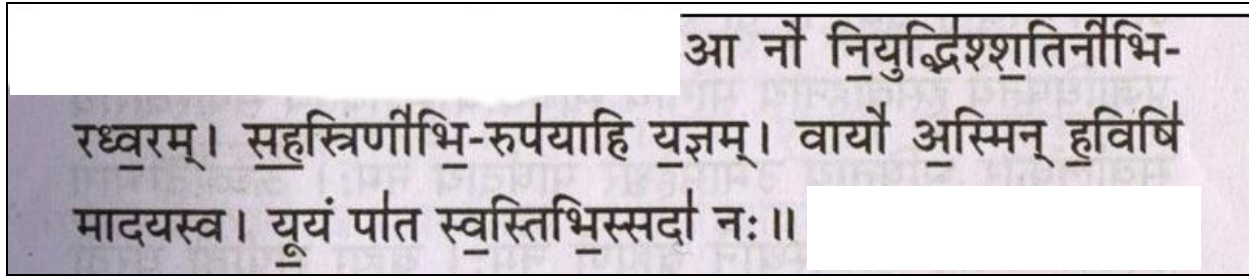 आ नो॑ नि॒युद्भि॑श्श॒तिनी॑भि-
रध्व॒रम्। स॒ह॒स्रिणी॑भि॒-रुप॑याहि य॒ज्ञम्। वायो॑ अ॒स्मिन् ह॒विषि॑
मादयस्व। यू॒यं पा॑त स्व॒स्तिभि॒स्सदा॑ नः॥